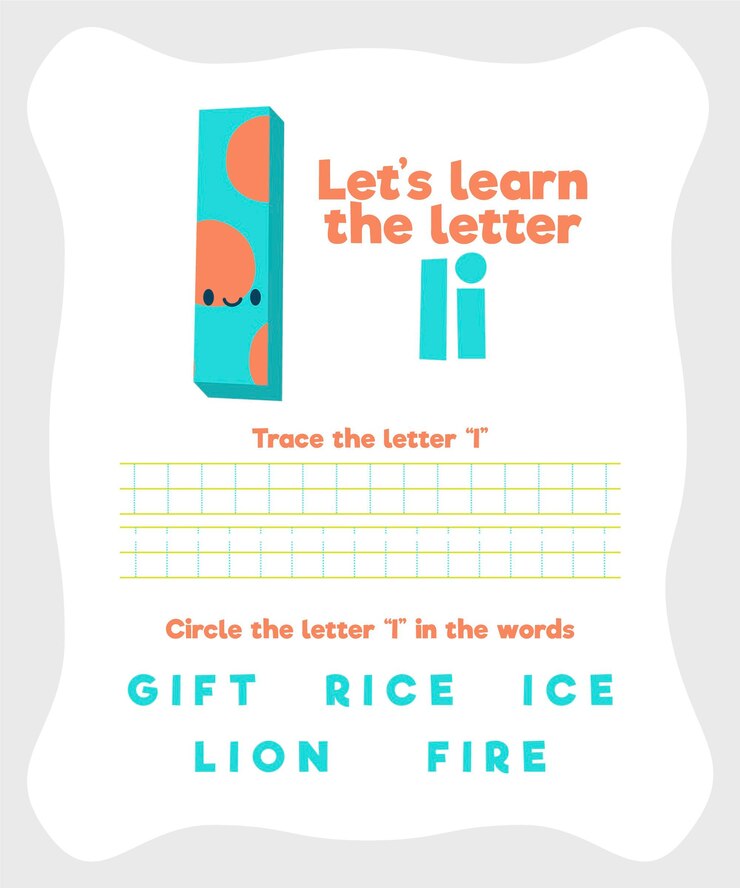 Let's learn
the letter
Ii
Trace the letter "I"
Circle the letter "I" in the words
GIFT RICE ICE
LION FIRE